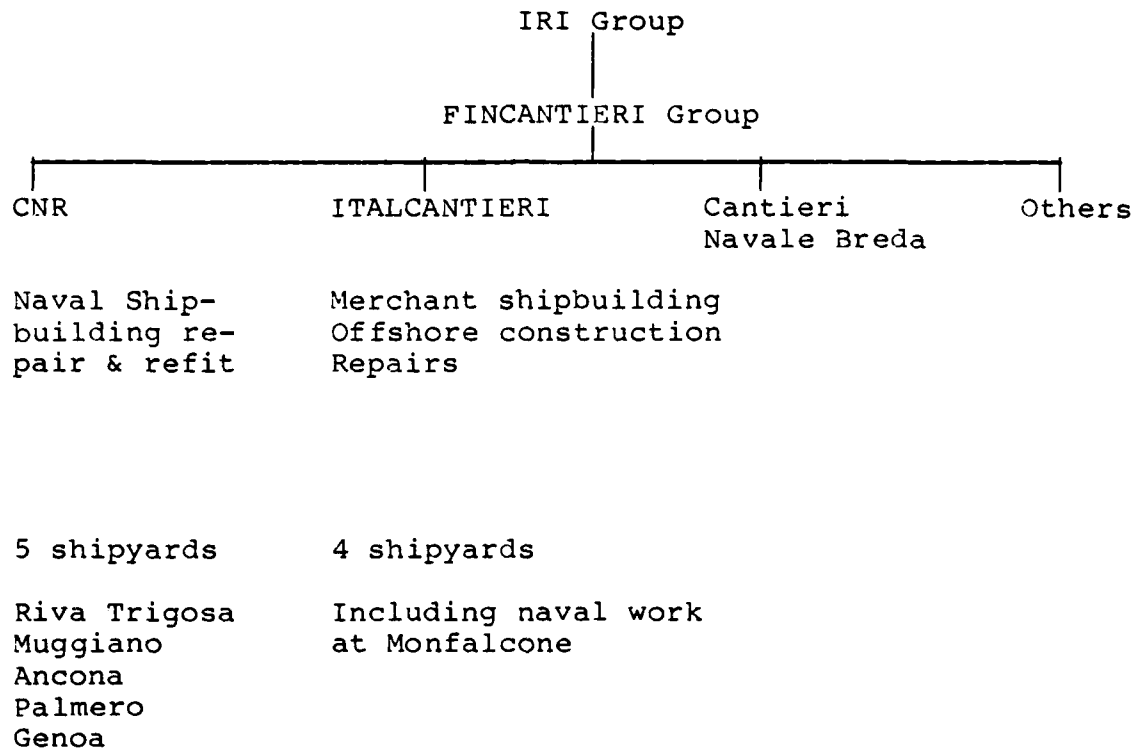 IRI Group
FINCANTIERI Group
CNR
ITALCANTIERI
Cantieri
Navale Breda
Others
Naval Ship-
building re-
pair & refit
Merchant shipbuilding
Offshore construction
Repairs
5 shipyards
4 shipyards
Riva Trigosa
Muggiano
Ancona
Palmero
Genoa
Including naval work
at Monfalcone